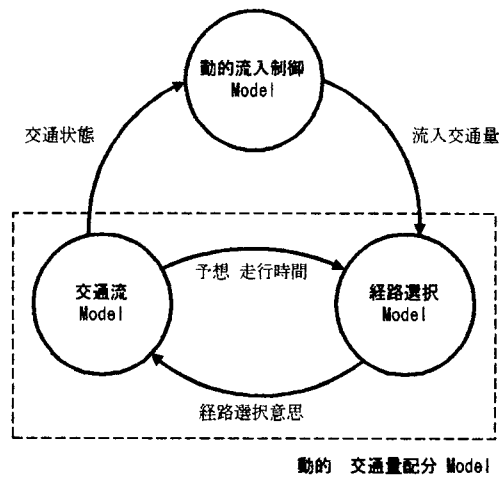 動的流入制御
Model
交通状態
流入交通量
予想 走行時間
交通流
Model
経路選択
Model
経路選択意思
動的 交通量配分 Model